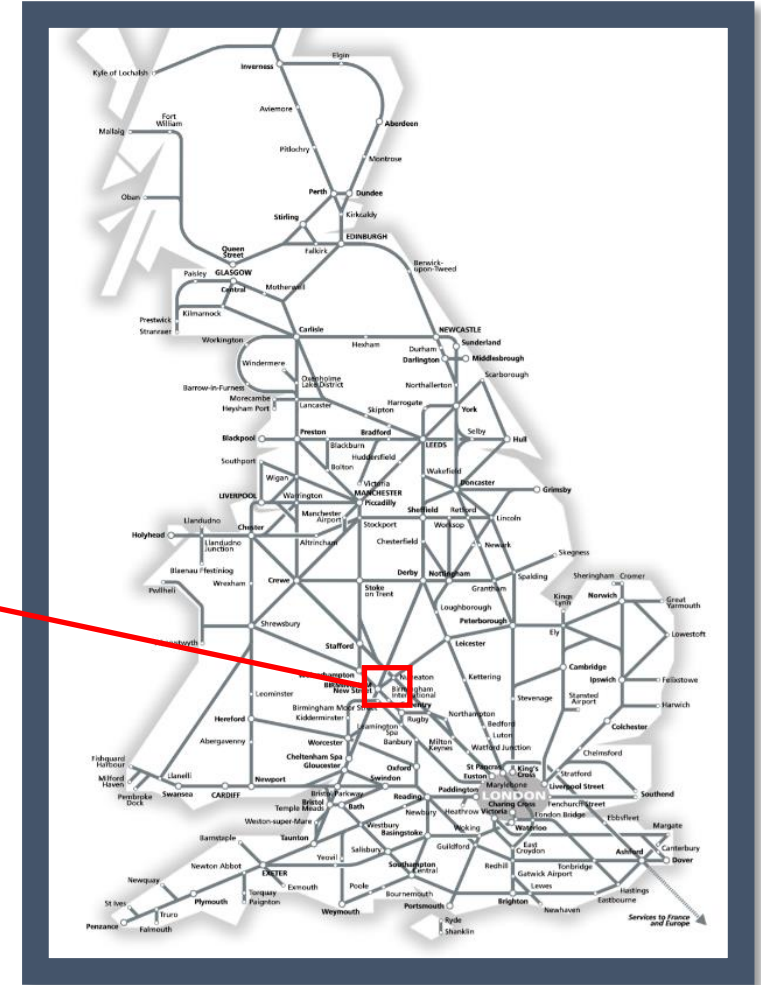 Elgin
Inverness
Kyle of Lochalsh
Aviemore
Fort
William
Mallaig
Aberdeen
Pitlochry
Montrose
Perth
Dundee
Oban
Kirkcaldy
Stirling
EDINBURGH
Queen
Street
Falkirk
Berwick-
upon-Tweed
Paisley
GLASGOW
Central
Motherwell
Kilmarnock
Prestwick
Stranraer
Carlisle
NEWCASTLE
Workington
Hexham
Sunderland
Durham
Darlington
Middlesbrough
Windermere
Scarborough
Oxenholme
Lake District
Barrow-in-Furness
Northallerton
Morecambe
Heysham Port
Lancaster
Harrogate
Skipton
York
Preston
Bradford
Selby
Blackpool
Blackburn
LEEDS
Hull
Huddersfield
Southport
Bolton
Wakefield
Wigan
Victoria
MANCHESTER
Piccadilly
Doncaster
Grimsby
LIVERPOOL
Warrington
Manchester
Airport
Sheffield
Retford
Llandudno
Chester
Stockport
Worksop
Lincoln
Holyhead
Llandudno
Junction
Altrincham
Chesterfield
Newark
Skegness
Blaenau Ffestiniog
Derby
Nottingham
Wrexham
Crewe
Stoke
on Trent
Grantham
Spalding
Sheringham
Cromer
Pwllheli
Kings
Lynn
Norwich
Great
Yarmouth
Loughborough
Peterborough
Shrewsbury
Ely
Lowestoft
Stafford
Leicester
Cambridge
Nuneaton
New Street
Birmingham
International
Kettering
Ipswich
Felixstowe
Leominster
Stevenage
Stansted
Airport
Harwich
Birmingham Moor Street
Kidderminster
Rugby
Northampton
Hereford
Leamington
Spa
Bedford
Colchester
Abergavenny
Worcester
Banbury
Milton
Keynes
Luton
Watford Junction
Chelmsford
Fishguard
Harbour
Cheltenham Spa
Gloucester
Oxford
St Pancras
Euston
King's
Cross
Stratford
Milford
Haven
Llanelli
Newport
Swindon
Marylebone
Liverpool Street
Pembroke
Dock
Swansea
CARDIFF
Bristol Parkway
Reading
Paddington
LONDON
Southend
Bristol
Temple Meads
Bath
Newbury
Heathrow
Victoria
Charing Cross
Fenchurch Street
London Bridge
Weston-super-Mare
Westbury
Basingstoke
Woking
Waterloo
Ebbsfleet
Margate
Barnstaple
Taunton
Salisbury
Guildford
East
Croydon
Canterbury
Yeovil
Redhill
Tonbridge
Ashford
Dover
Newton Abbot
EXETER
Southampton
Central
Gatwick Airport
Newquay
Exmouth
Poole
Bournemouth
Lewes
Hastings
Eastbourne
St Ives
Plymouth
Torquay
Paignton
Weymouth
Portsmouth
Brighton
Newhaven
Truro
Penzance
Falmouth
Ryde
Shanklin
Services to France
and Europe